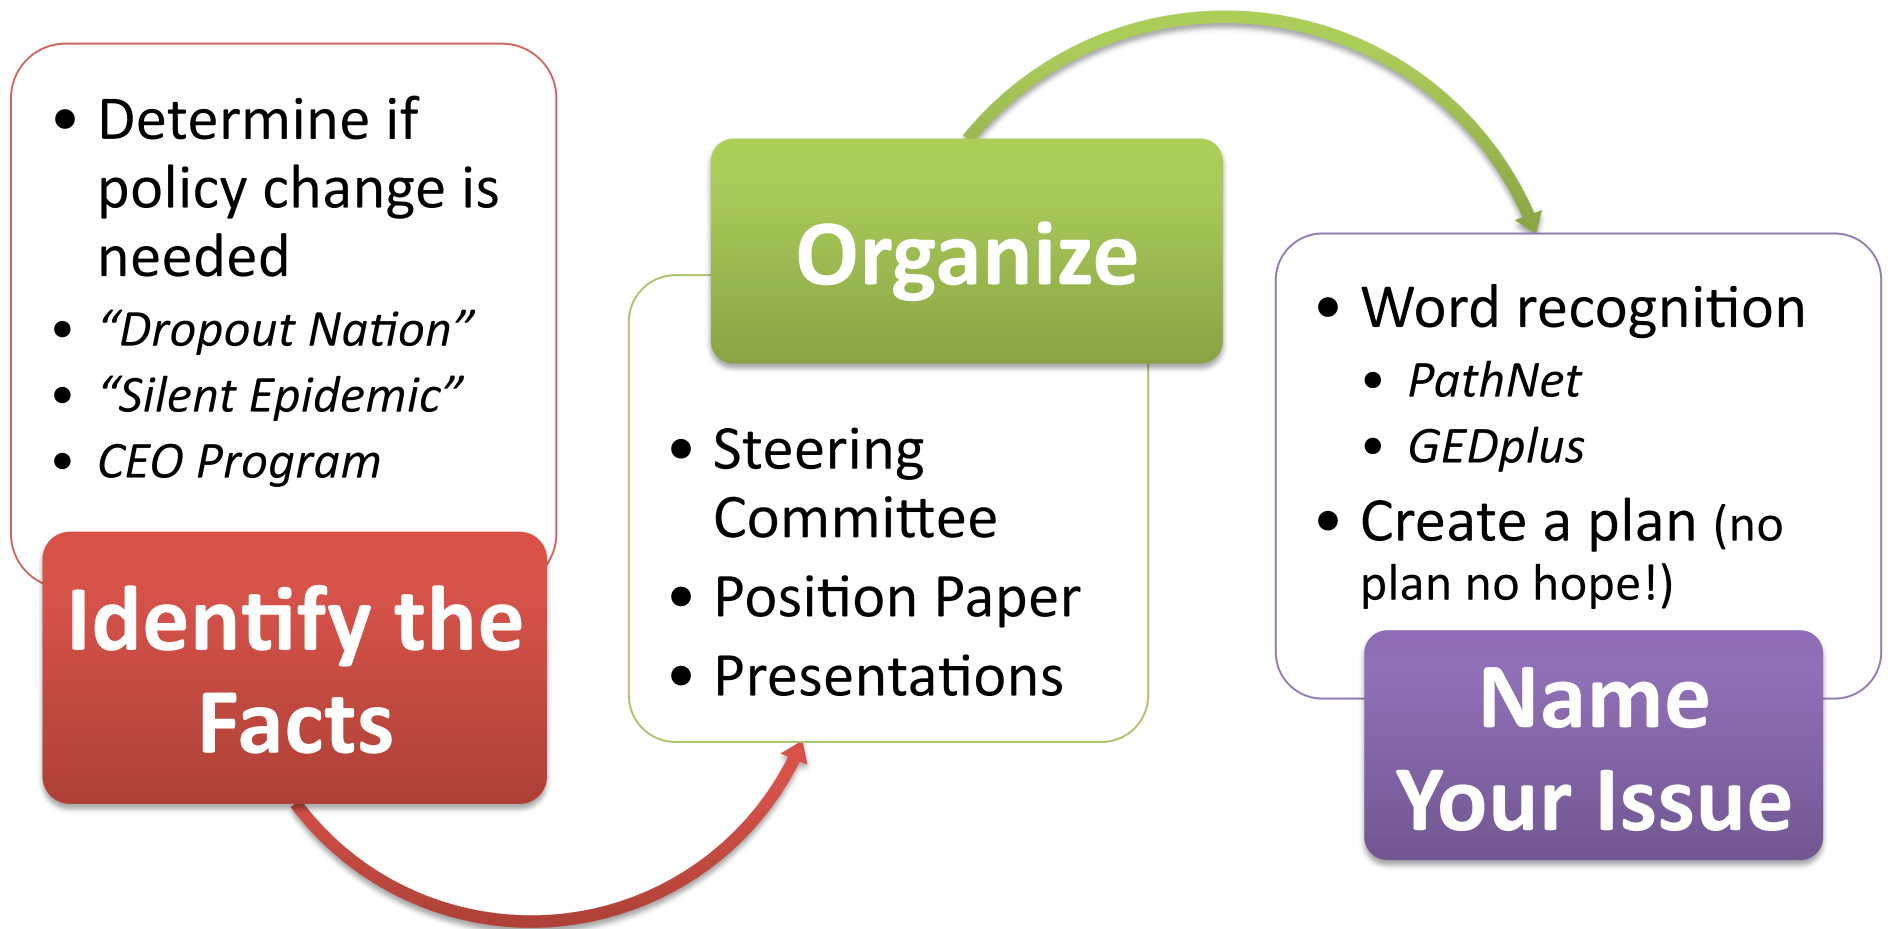 • Determine if
policy change is
needed
• “Dropout Nation”
• “Silent Epidemic”
• CEO Program
Identify the
Facts
Organize
• Steering
Committee
• Position Paper
• Presentations
• Word recognition
• PathNet
• GEDplus
• Create a plan (no
plan no hope!)
Name
Your Issue